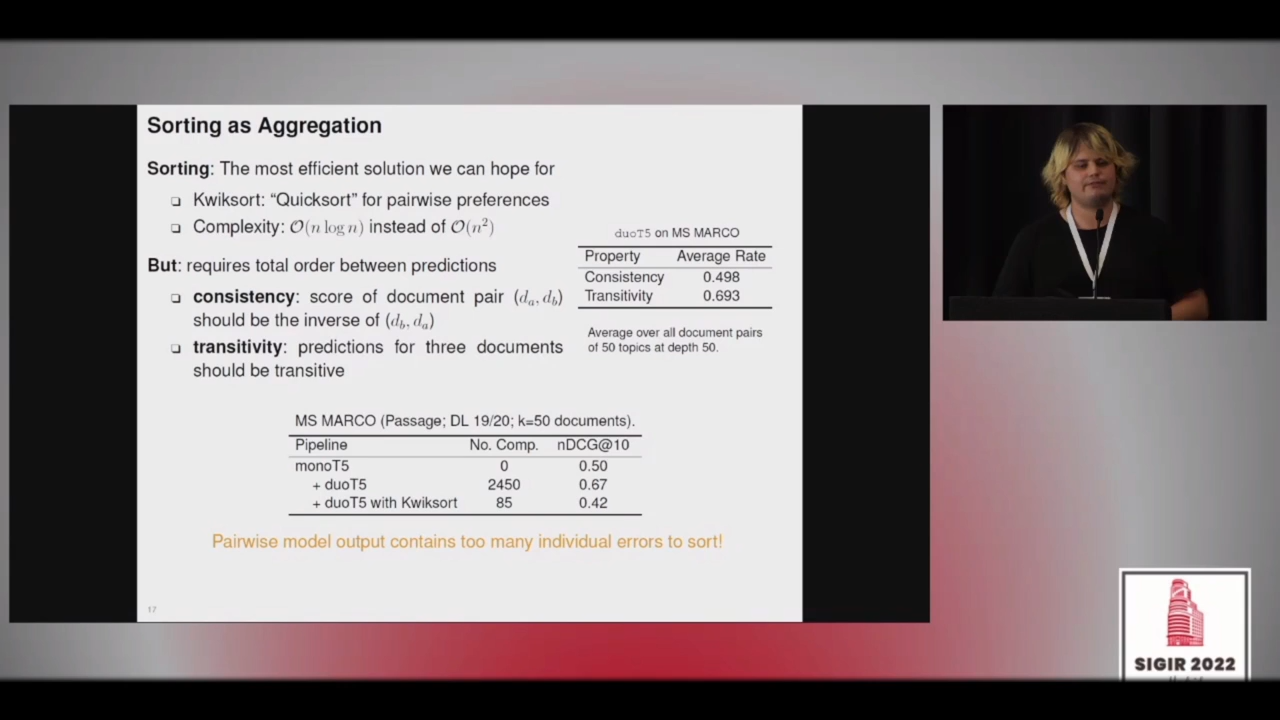 Sorting as Aggregation
Sorting: The most efficient solution we can hope for
❑ Kwiksort: “Quicksort” for pairwise preferences
❑ Complexity: O(n log n) instead of O(n²)
But: requires total order between predictions
❑ consistency: score of document pair (d_a, d_b)
should be the inverse of (d_b, d_a)
❑ transitivity: predictions for three documents
should be transitive
duoT5 on MS MARCO
Property Average Rate
Consistency 0.498
Transitivity 0.693
Average over all document pairs
of 50 topics at depth 50.
MS MARCO (Passage; DL 19/20; k=50 documents).
Pipeline No. Comp. nDCG@10
monoT5 0 0.50
+ duoT5 2450 0.67
+ duoT5 with Kwiksort 85 0.42
Pairwise model output contains too many individual errors to sort!
17
SIGIR 2022